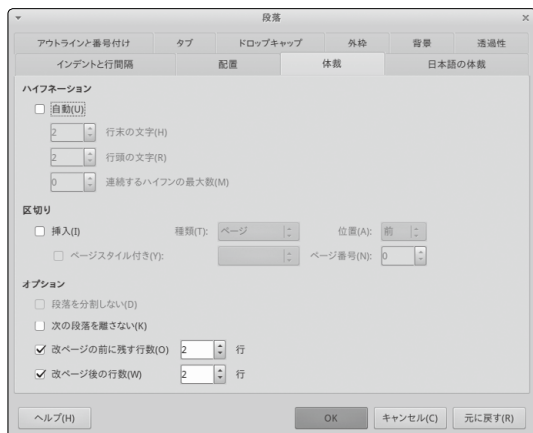 段落
アウトラインと番号付け タブ ドロップキャップ 外枠 背景 透過性
インデントと行間隔 配置 体裁 日本語の体裁
ハイフネーション
自動(U)
2 行末の文字(H)
2 行頭の文字(R)
0 連続するハイフンの最大数(M)
区切り
挿入(I) 種類(T): ページ 位置(A): 前
ページスタイル付き(Y): ページ番号(N): 0
オプション
段落を分割しない(D)
次の段落を離さない(K)
改ページの前に残す行数(O) 2 行
改ページ後の行数(W) 2 行
ヘルプ(H) OK キャンセル(C) 元に戻す(R)